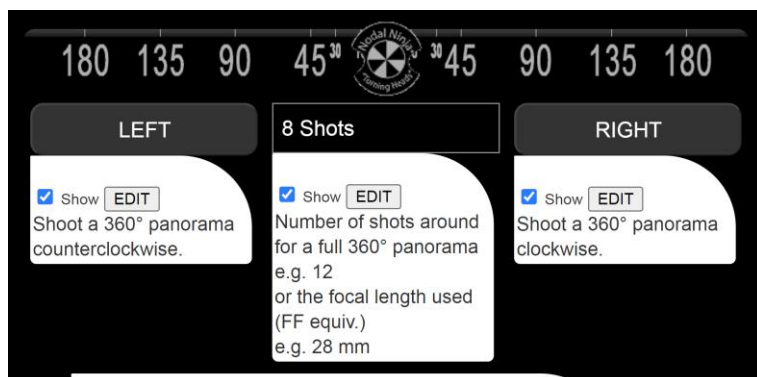 180 135 90 45 30 Nodal Ninja 30 45 90 135 180
"Turning Heads"
LEFT
8 Shots
RIGHT
Show EDIT
Shoot a 360° panorama
counterclockwise.
Show EDIT
Number of shots around
for a full 360° panorama
e.g. 12
or the focal length used
(FF equiv.)
e.g. 28 mm
Show EDIT
Shoot a 360° panorama
clockwise.